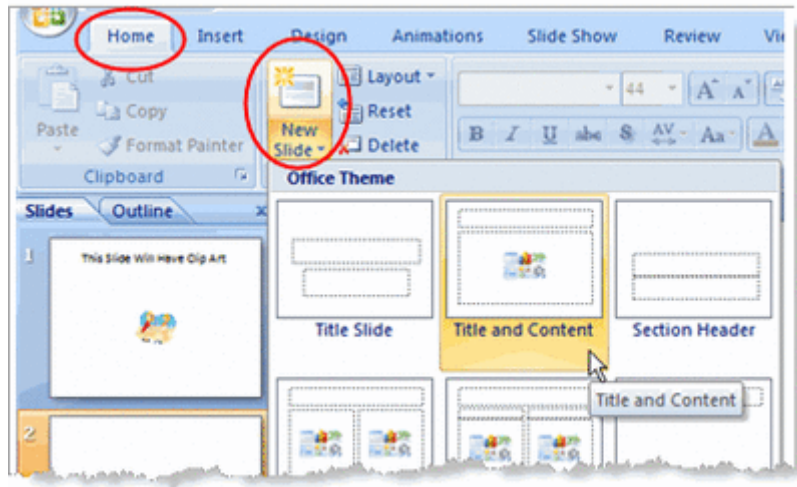 Home Insert Design Animations Slide Show Review
Cut
Copy
Format Painter
Paste
Clipboard
New Slide
Layout
Reset
Delete
44 A A
B I U abc S AV Aa A
Slides Outline x
Office Theme
1
This Slide Will Have Clip Art
2
Title Slide Title and Content Section Header
Title and Content